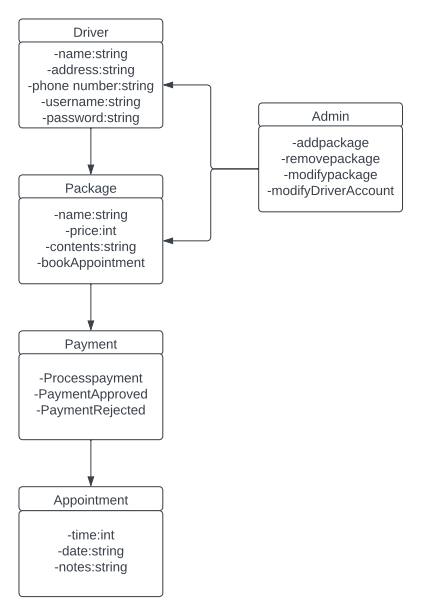 Driver
-name:string
-address:string
-phone number:string
-username:string
-password:string
Admin
-addpackage
-removepackage
-modifypackage
-modifyDriverAccount
Package
-name:string
-price:int
-contents:string
-bookAppointment
Payment
-Processpayment
-PaymentApproved
-PaymentRejected
Appointment
-time:int
-date:string
-notes:string